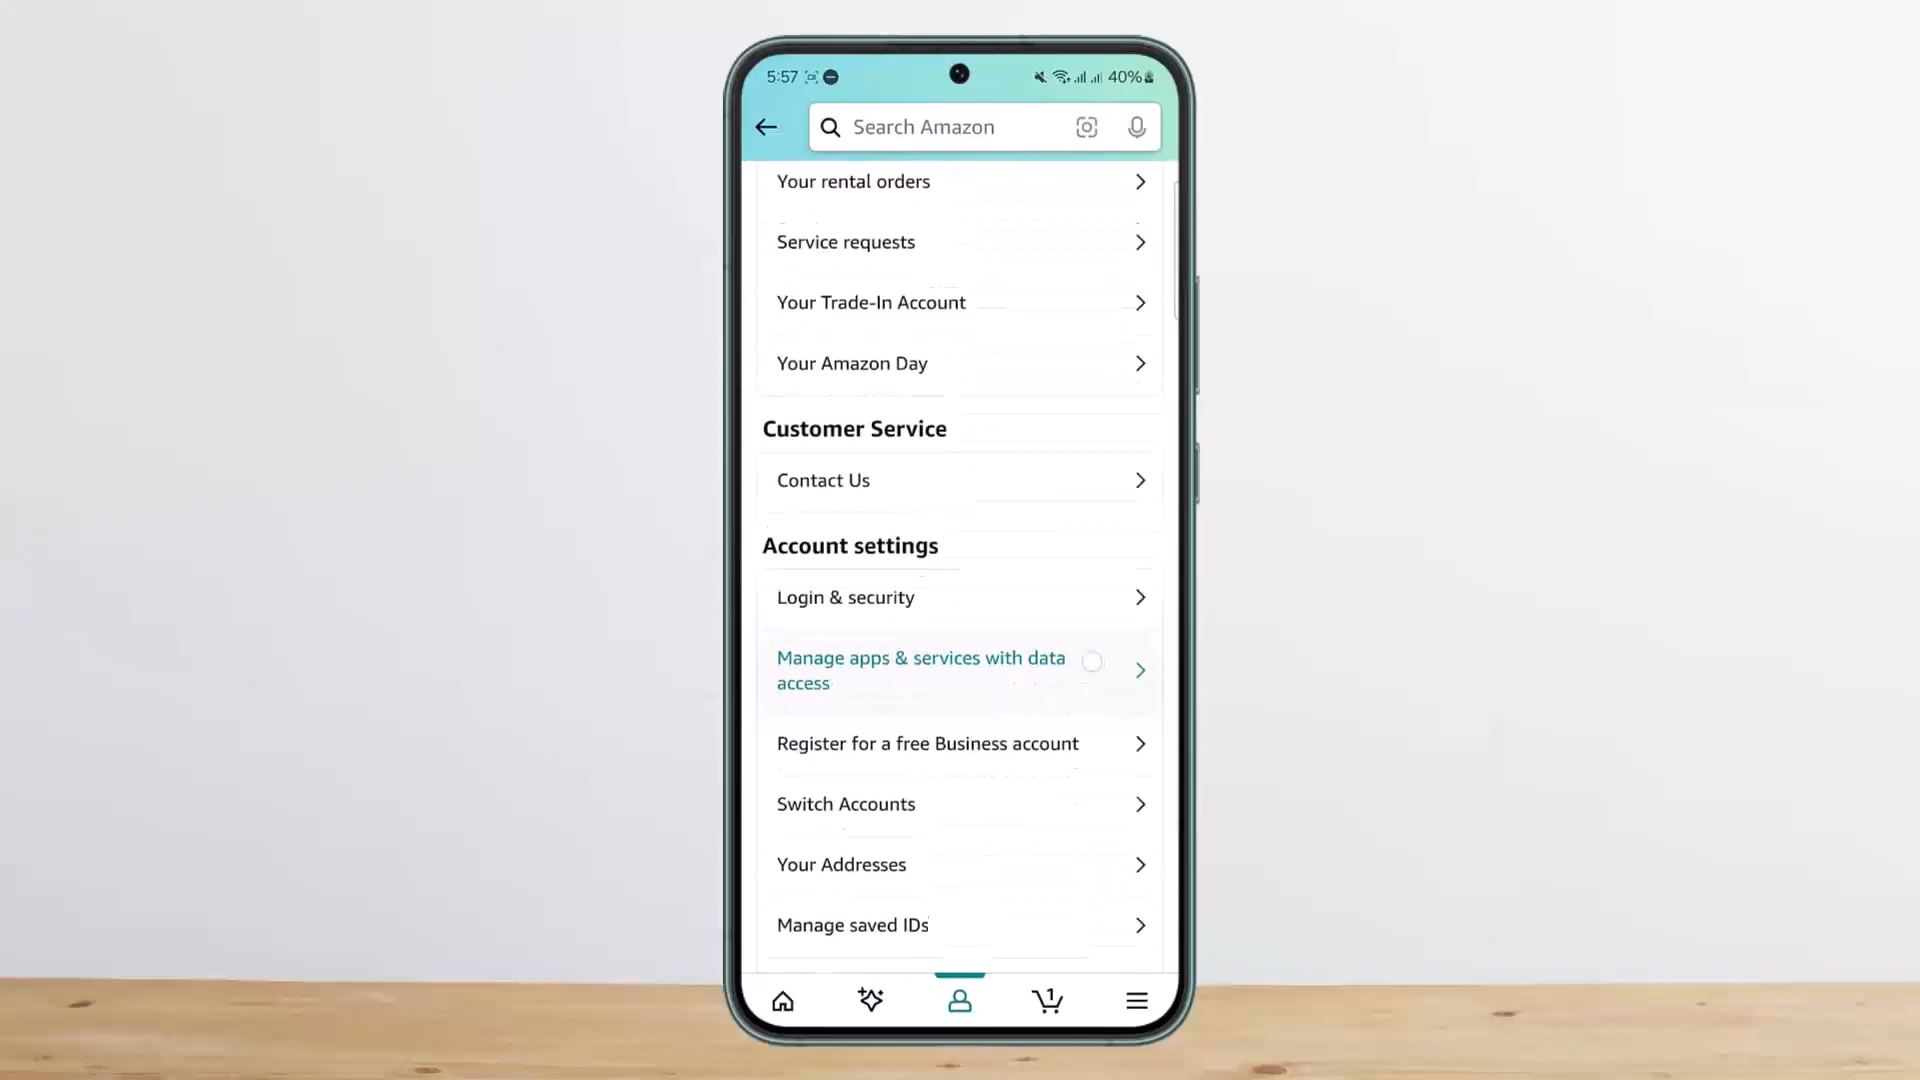 5:57
40%
Search Amazon
Your rental orders
Service requests
Your Trade-In Account
Your Amazon Day
Customer Service
Contact Us
Account settings
Login & security
Manage apps & services with data
access
Register for a free Business account
Switch Accounts
Your Addresses
Manage saved IDs
1